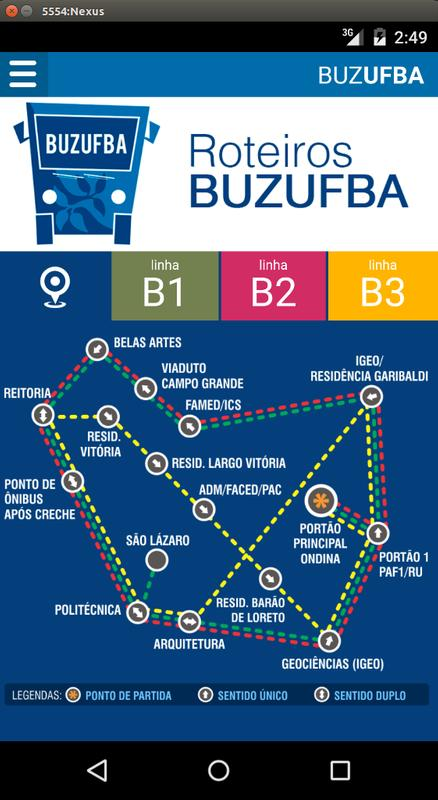 5554:Nexus
3G
2:49
BUZUFBA
BUZUFBA
Roteiros
BUZUFBA
linha
B1
linha
B2
linha
B3
BELAS ARTES
VIADUTO
CAMPO GRANDE
IGEO/
RESIDÊNCIA GARIBALDI
REITORIA
FAMED/ICS
RESID.
VITÓRIA
RESID. LARGO VITÓRIA
PONTO DE
ÔNIBUS
APÓS CRECHE
ADM/FACED/PAC
PORTÃO
PRINCIPAL
ONDINA
SÃO LÁZARO
PORTÃO 1
PAF1/RU
POLITÉCNICA
RESID. BARÃO
DE LORETO
ARQUITETURA
GEOCIÊNCIAS (IGEO)
LEGENDAS: PONTO DE PARTIDA SENTIDO ÚNICO SENTIDO DUPLO